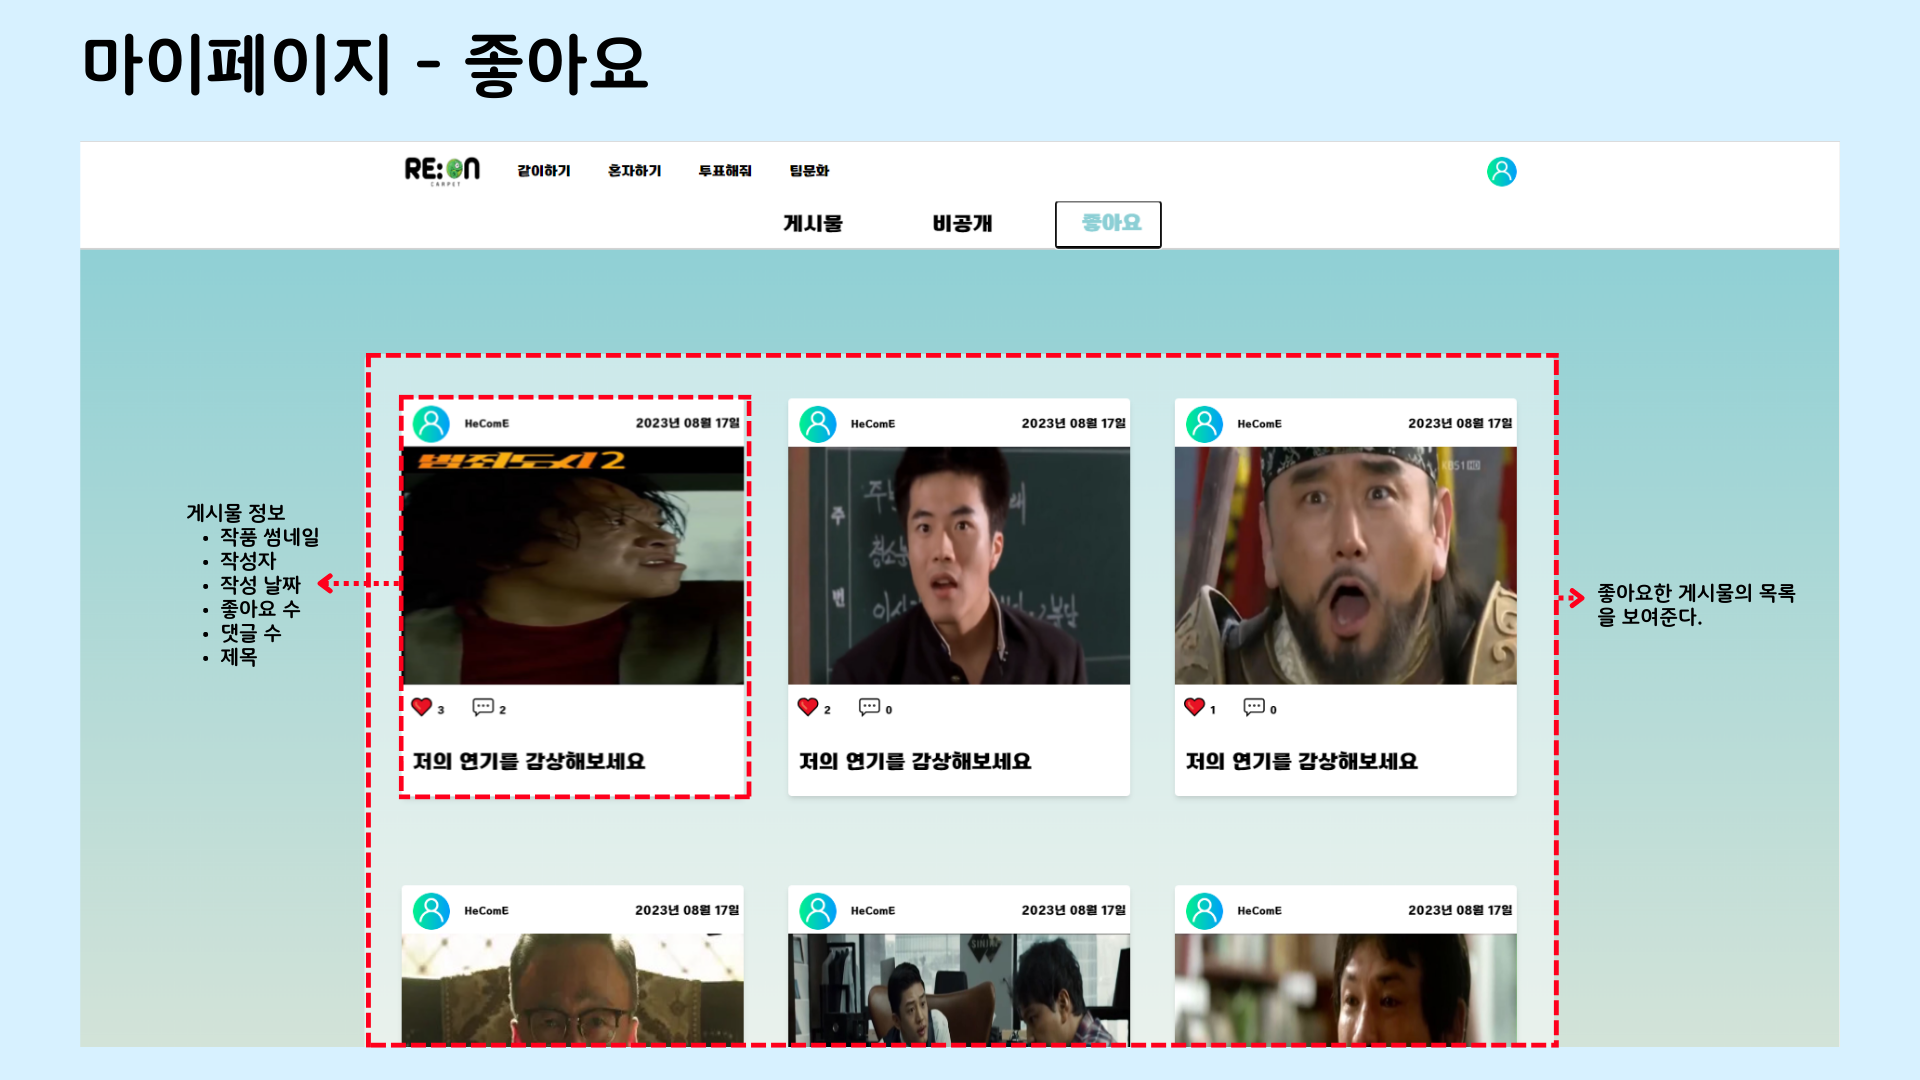 마이페이지 - 좋아요
RE:ON
CARPET
같이하기
혼자하기
투표해줘
밈문화
게시물
비공개
좋아요
HeComE
2023년 08월 17일
범죄도시2
3
2
저의 연기를 감상해보세요
HeComE
2023년 08월 17일
주
번
2
0
저의 연기를 감상해보세요
HeComE
2023년 08월 17일
KBS1HD
1
0
저의 연기를 감상해보세요
게시물 정보
• 작품 썸네일
• 작성자
• 작성 날짜
• 좋아요 수
• 댓글 수
• 제목
좋아요한 게시물의 목록
을 보여준다.
HeComE
2023년 08월 17일
HeComE
2023년 08월 17일
HeComE
2023년 08월 17일